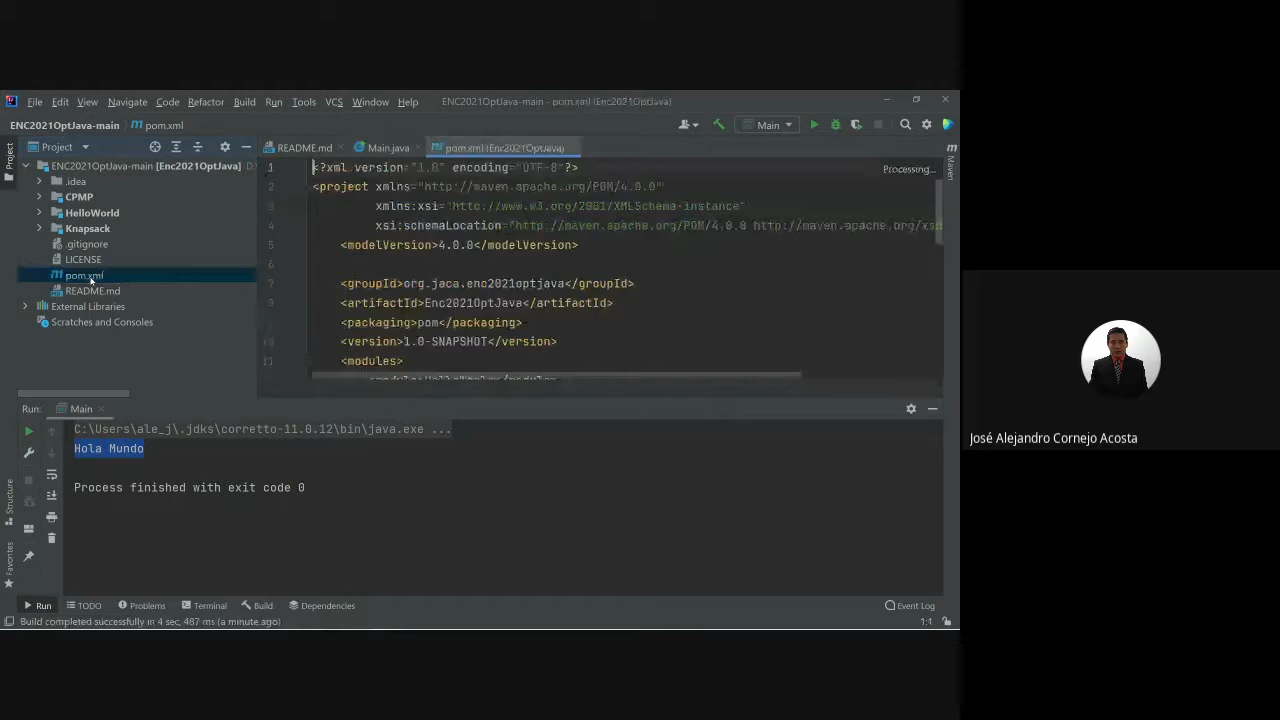 File Edit View Navigate Code Refactor Build Run Tools VCS Window Help ENC2021OptJava-main - pom.xml (Enc2021OptJava)
ENC2021OptJava-main pom.xml Main
Project README.md Main.java pom.xml (Enc2021OptJava)
Project
Maven
ENC2021OptJava-main [Enc2021OptJava] D:
.idea
CPMP
HelloWorld
Knapsack
.gitignore
LICENSE
pom.xml
README.md
External Libraries
Scratches and Consoles
Processing...
1 <?xml version="1.0" encoding="UTF-8"?>
2 <project xmlns="http://maven.apache.org/POM/4.0.0"
3 xmlns:xsi="http://www.w3.org/2001/XMLSchema-instance"
4 xsi:schemaLocation="http://maven.apache.org/POM/4.0.0 http://maven.apache.org/xsd
5 <modelVersion>4.0.0</modelVersion>
6
7 <groupId>org.jaca.enc2021optjava</groupId>
8 <artifactId>Enc2021OptJava</artifactId>
<packaging>pom</packaging>
10 <version>1.0-SNAPSHOT</version>
11 <modules>
Run: Main
C:\Users\ale_j\.jdks\corretto-11.0.12\bin\java.exe ...
Hola Mundo
Process finished with exit code 0
Structure
Favorites
Run TODO Problems Terminal Build Dependencies Event Log
Build completed successfully in 4 sec, 487 ms (a minute ago) 1:1
José Alejandro Cornejo Acosta